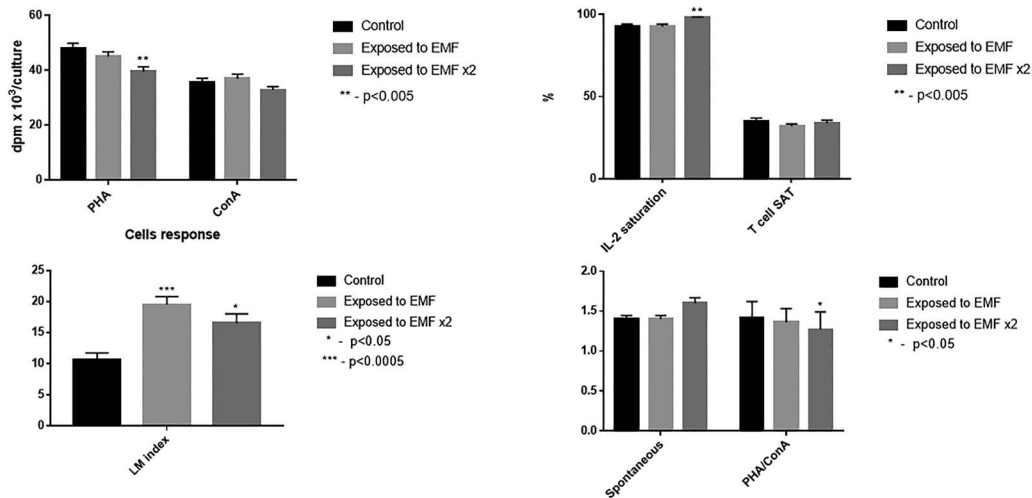 dpm x 10³/culture
60
40
20
0
PHA
ConA
Cells response
**
Control
Exposed to EMF
Exposed to EMF x2
** - p<0.005
%
100
50
0
IL-2 saturation
T cell SAT
**
Control
Exposed to EMF
Exposed to EMF x2
** - p<0.005
25
20
15
10
5
0
LM index
***
*
Control
Exposed to EMF
Exposed to EMF x2
* - p<0.05
*** - p<0.0005
2.0
1.5
1.0
0.5
0.0
Spontaneous
PHA/ConA
*
Control
Exposed to EMF
Exposed to EMF x2
* - p<0.05